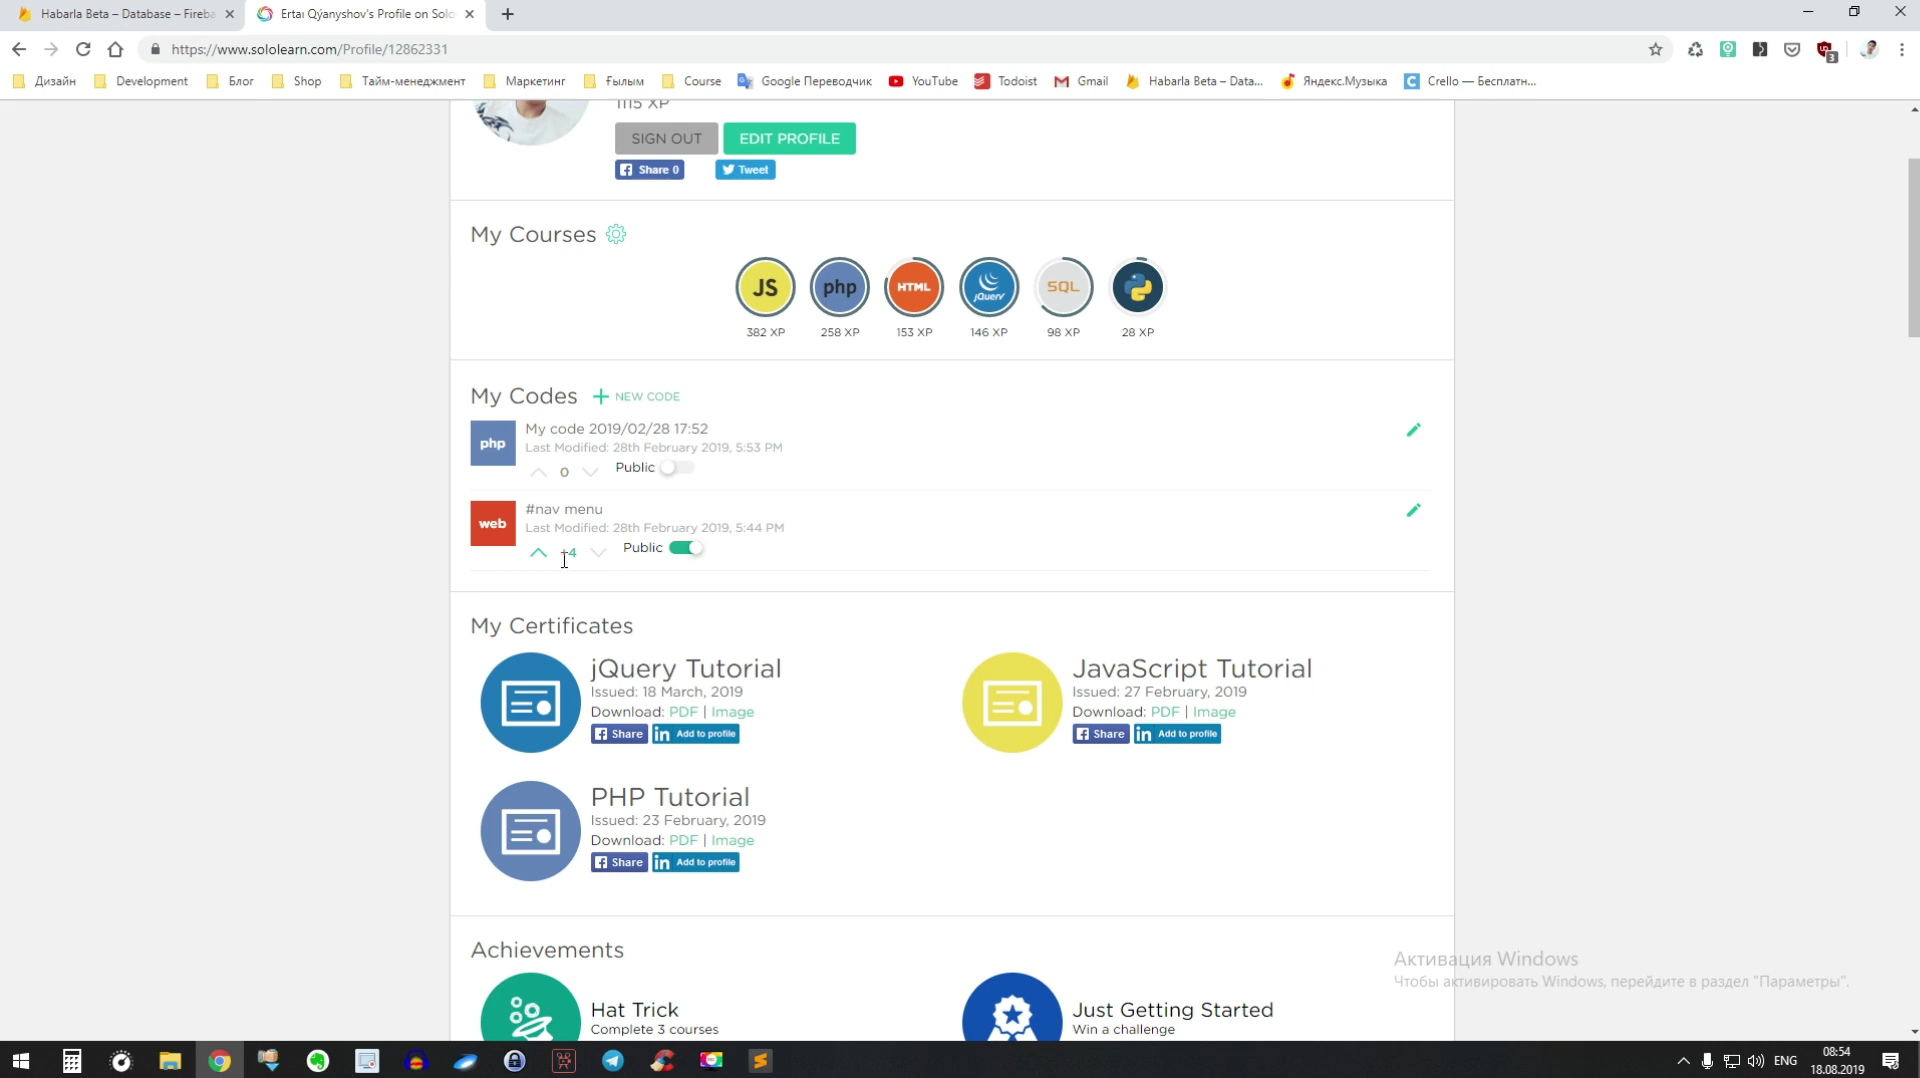 Habarla Beta – Database – Fireba
Ertai Qýanyshov's Profile on Solo
https://www.sololearn.com/Profile/12862331
3
Дизайн
Development
Блог
Shop
Тайм-менеджмент
Маркетинг
Ғылым
Course
Google Переводчик
YouTube
Todoist
Gmail
Habarla Beta – Data...
Яндекс.Музыка
Crello — Бесплатн...
1115 XP
SIGN OUT
EDIT PROFILE
Share 0
Tweet
My Courses
JS
php
HTML
jQuery
SQL
382 XP
258 XP
153 XP
146 XP
98 XP
28 XP
My Codes
NEW CODE
php
My code 2019/02/28 17:52
Last Modified: 28th February 2019, 5:53 PM
0
Public
web
#nav menu
Last Modified: 28th February 2019, 5:44 PM
+4
Public
My Certificates
jQuery Tutorial
Issued: 18 March, 2019
Download: PDF | Image
Share
in Add to profile
JavaScript Tutorial
Issued: 27 February, 2019
Download: PDF | Image
Share
in Add to profile
PHP Tutorial
Issued: 23 February, 2019
Download: PDF | Image
Share
in Add to profile
Achievements
Hat Trick
Complete 3 courses
Just Getting Started
Win a challenge
Активация Windows
Чтобы активировать Windows, перейдите в раздел "Параметры".
ENG
08:54
18.08.2019